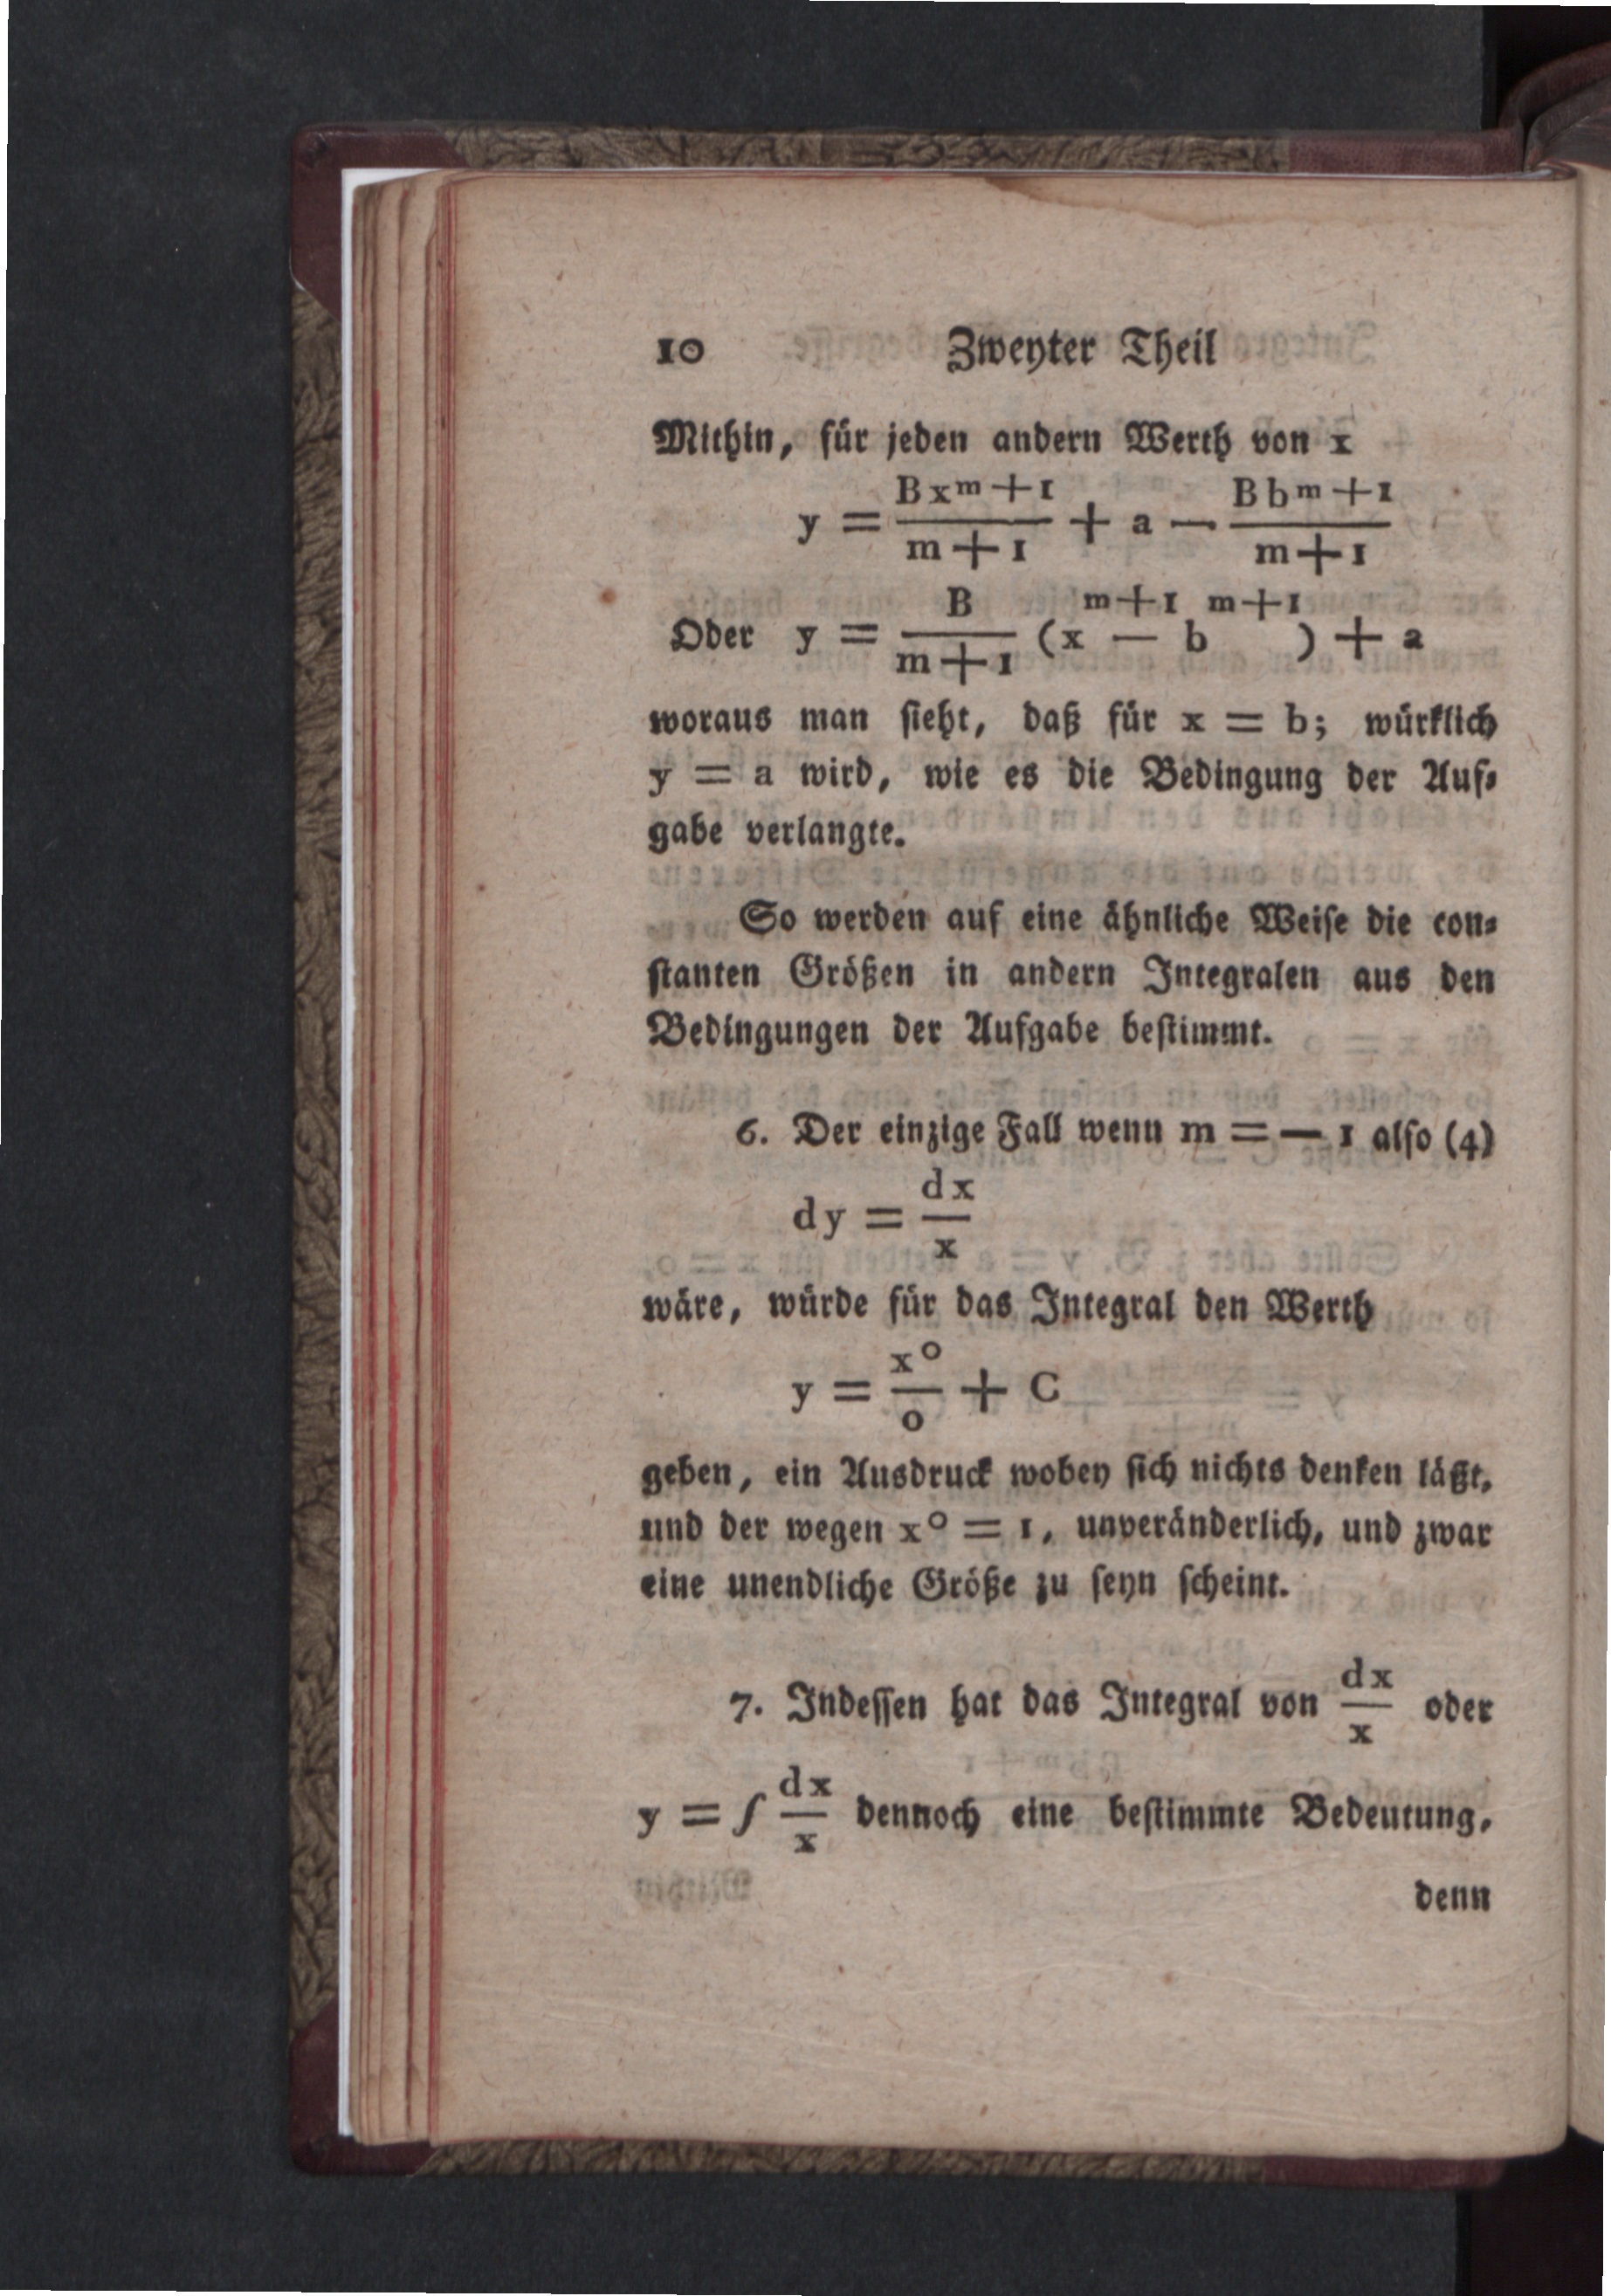 10 Zweyter Theil
Mithin, für jeden andern Werth von x
y = \frac{B x^{m+1}}{m+1} + a — \frac{B b^{m+1}}{m+1}
Oder y = \frac{B}{m+1} (x^{m+1} — b^{m+1}) + a
woraus man sieht, daß für x = b; würklich
y = a wird, wie es die Bedingung der Auf⸗
gabe verlangte.
So werden auf eine ähnliche Weise die con⸗
stanten Größen in andern Integralen aus den
Bedingungen der Aufgabe bestimmt.
6. Der einzige Fall wenn m = — 1 also (4)
dy = \frac{dx}{x}
wäre, würde für das Integral den Werth
y = \frac{x^0}{0} + C
geben, ein Ausdruck wobey sich nichts denken läßt,
und der wegen x^0 = 1, unveränderlich, und zwar
eine unendliche Größe zu seyn scheint.
7. Indessen hat das Integral von \frac{dx}{x} oder
y = ∫ \frac{dx}{x} dennoch eine bestimmte Bedeutung,
denn